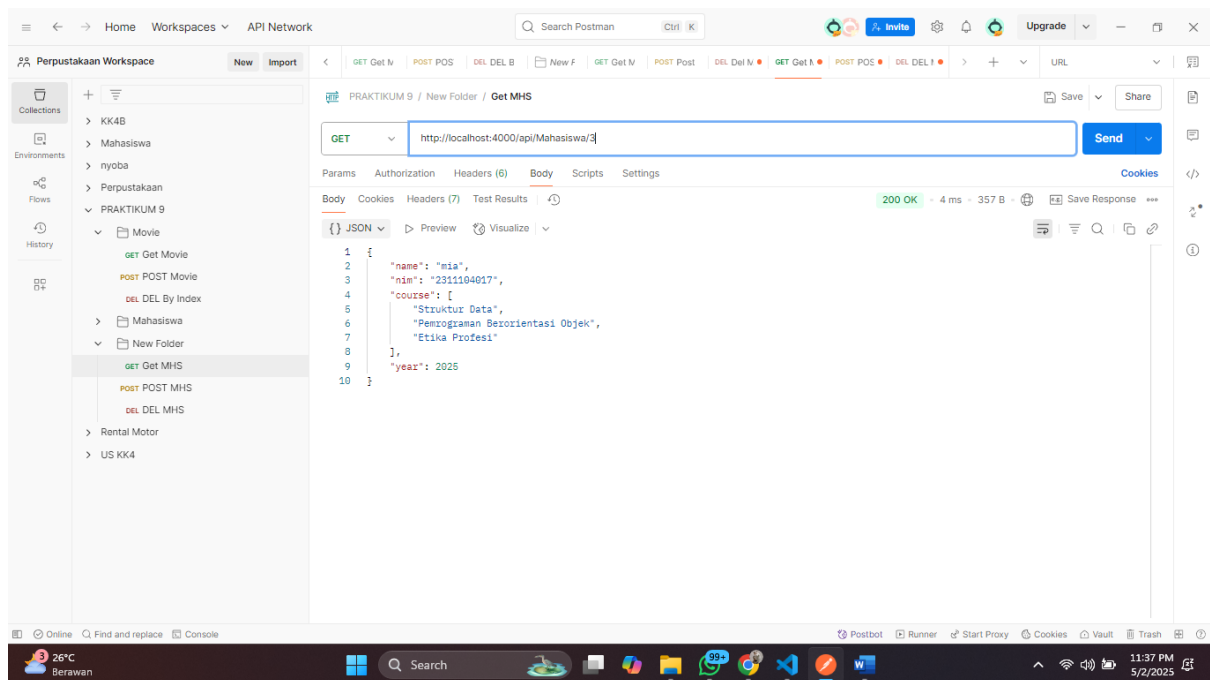 Home Workspaces API Network Search Postman Ctrl K Invite Upgrade
Perpustakaan Workspace New Import GET Get M POST POS DEL DEL B New F GET Get M POST Post DEL Del M GET Get M POST POS DEL DEL URL
Collections
Environments
Flows
History
KK4B
Mahasiswa
nyoba
Perpustakaan
PRAKTIKUM 9
Movie
GET Get Movie
POST POST Movie
DEL DEL By Index
Mahasiswa
New Folder
GET Get MHS
POST POST MHS
DEL DEL MHS
Rental Motor
US KK4
PRAKTIKUM 9 / New Folder / Get MHS Save Share
GET http://localhost:4000/api/Mahasiswa/3 Send
Params Authorization Headers (6) Body Scripts Settings Cookies
Body Cookies Headers (7) Test Results 200 OK 4 ms 357 B Save Response
{} JSON Preview Visualize
1 {
2 "name": "mia",
3 "nim": "2311104017",
4 "course": [
5 "Struktur Data",
6 "Pemrograman Berorientasi Objek",
7 "Etika Profesi"
8 ],
9 "year": 2025
10 }
Online Find and replace Console Postbot Runner Start Proxy Cookies Vault Trash
3 26°C Search 99+ 11:37 PM
Berawan 5/2/2025